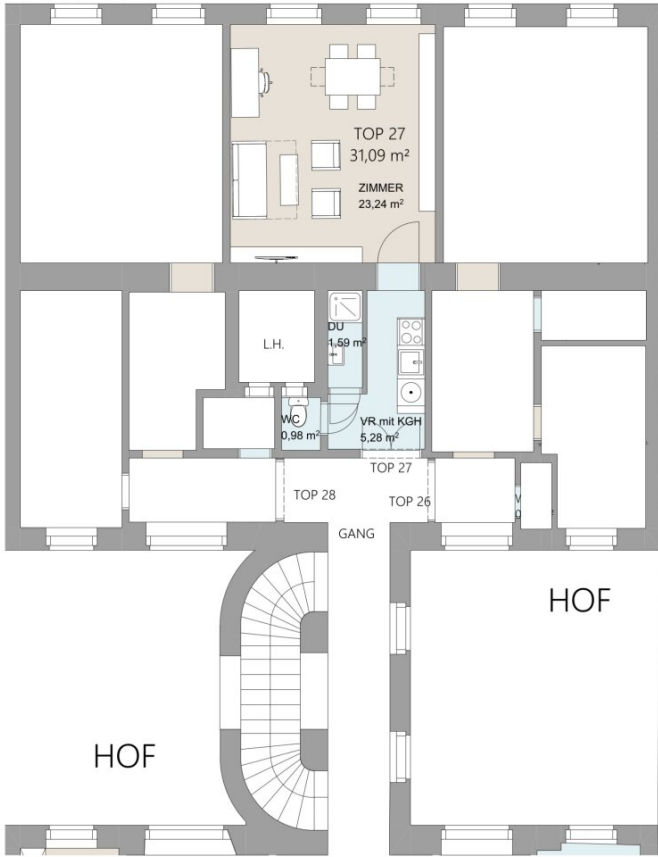 TOP 27
31,09 m²
ZIMMER
23,24 m²
L.H.
DU
1,59 m²
WC
0,98 m²
VR.mit KGH
5,28 m²
TOP 27
TOP 28
TOP 26
GANG
HOF
HOF